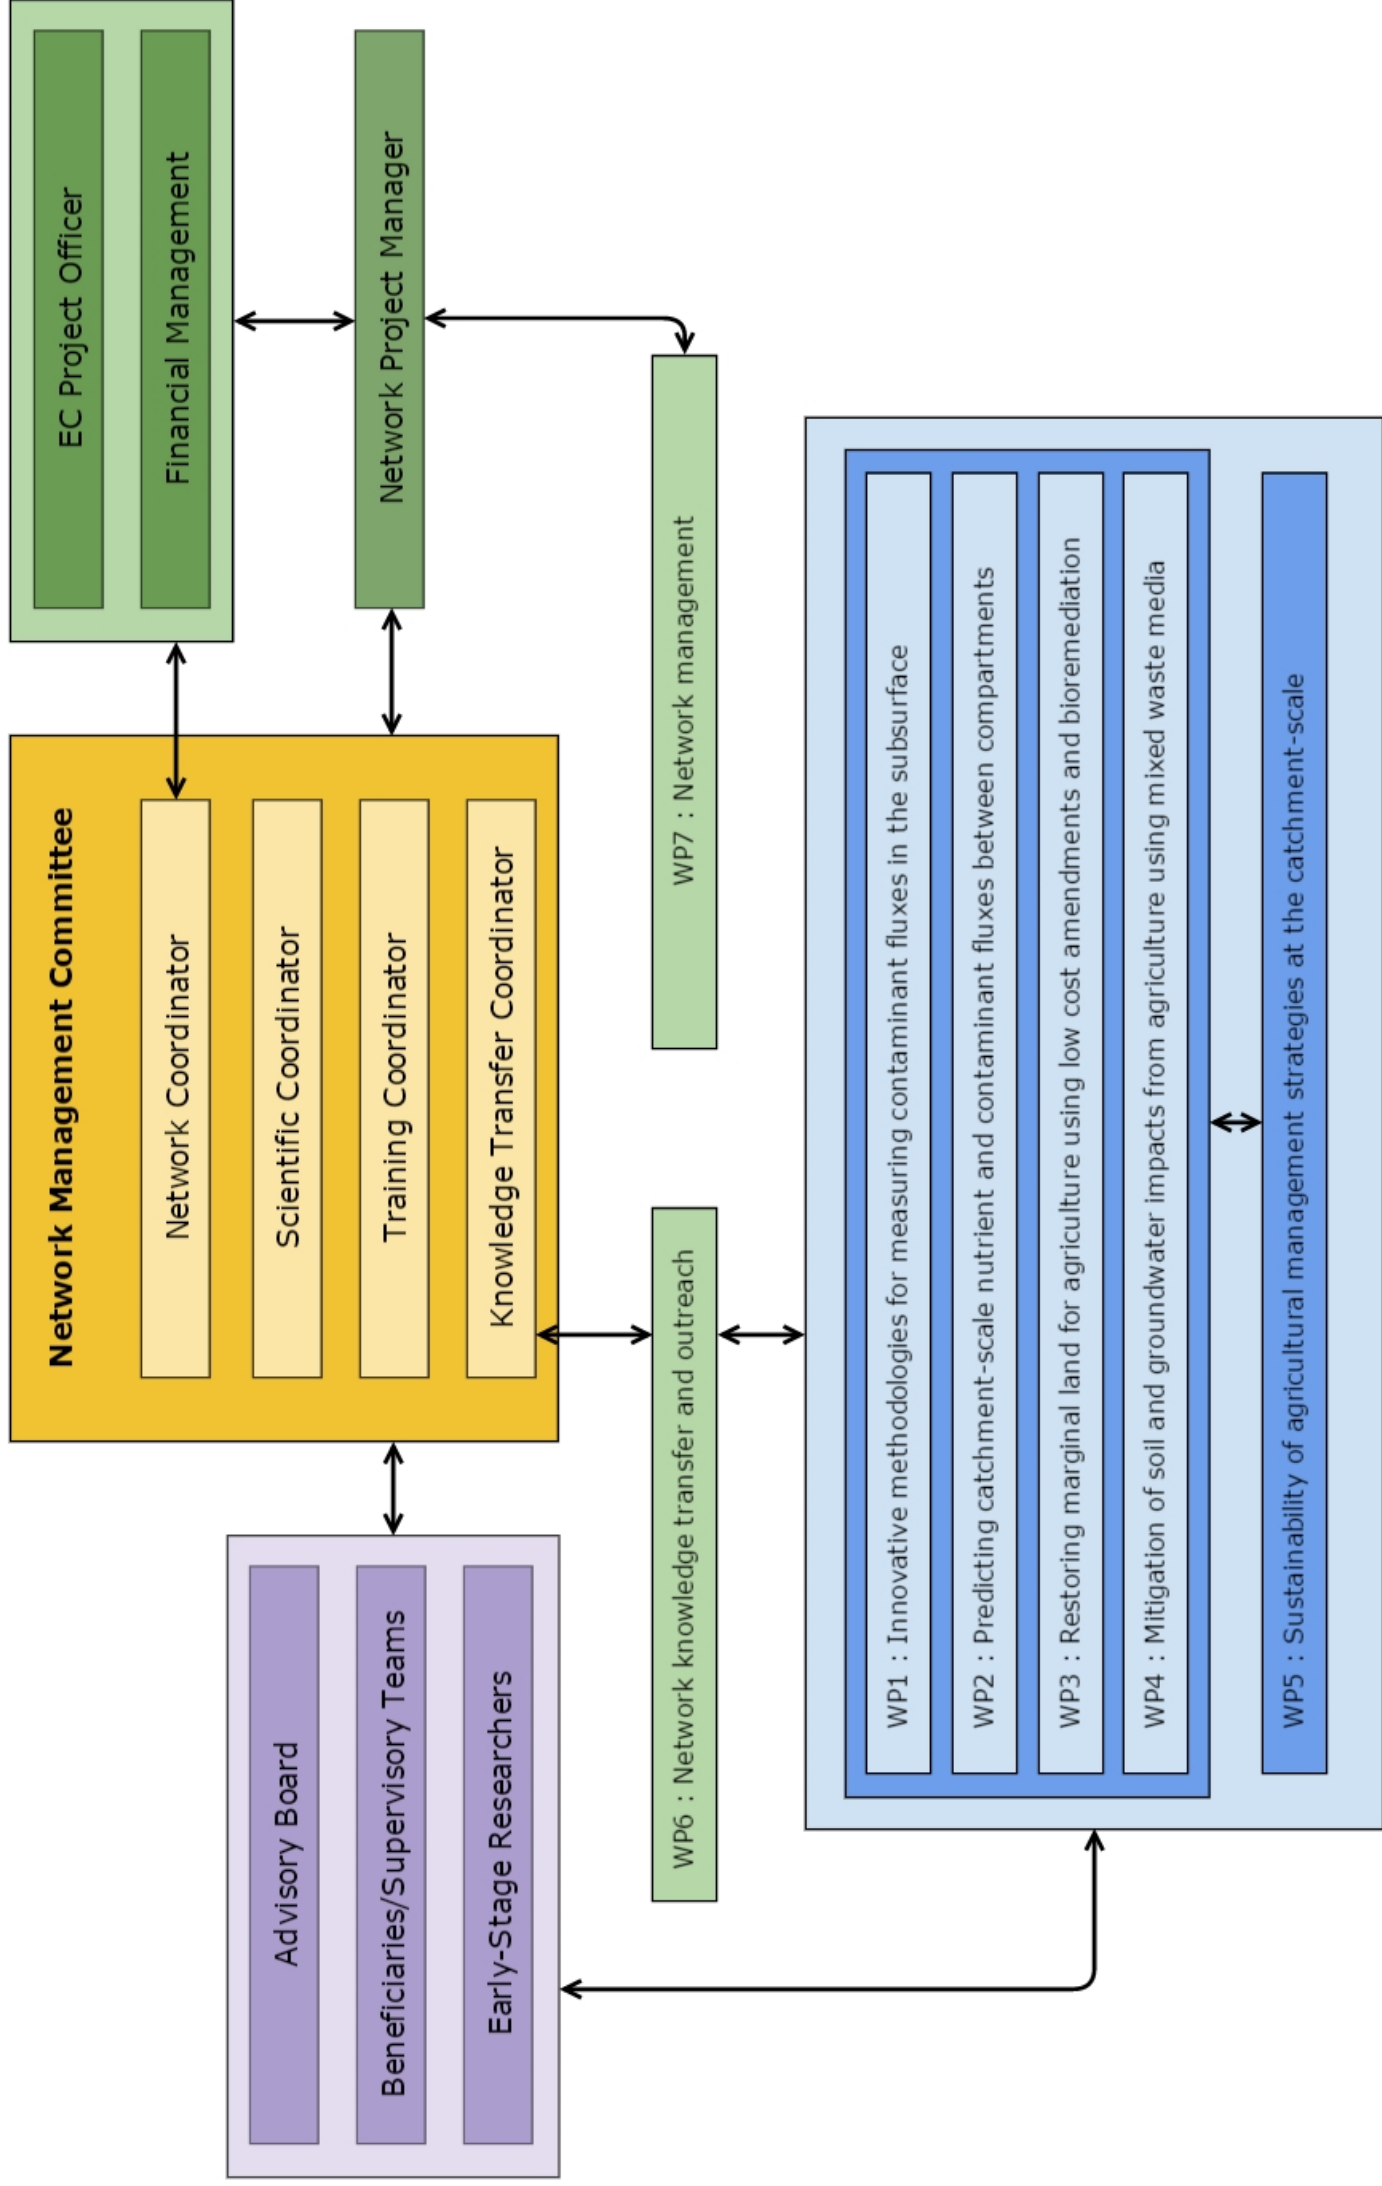 Network Management Committee
Network Coordinator
Scientific Coordinator
Training Coordinator
Knowledge Transfer Coordinator
EC Project Officer
Financial Management
Network Project Manager
Advisory Board
Beneficiaries/Supervisory Teams
Early-Stage Researchers
WP6 : Network knowledge transfer and outreach
WP7 : Network management
WP1 : Innovative methodologies for measuring contaminant fluxes in the subsurface
WP2 : Predicting catchment-scale nutrient and contaminant fluxes between compartments
WP3 : Restoring marginal land for agriculture using low cost amendments and bioremediation
WP4 : Mitigation of soil and groundwater impacts from agriculture using mixed waste media
WP5 : Sustainability of agricultural management strategies at the catchment-scale